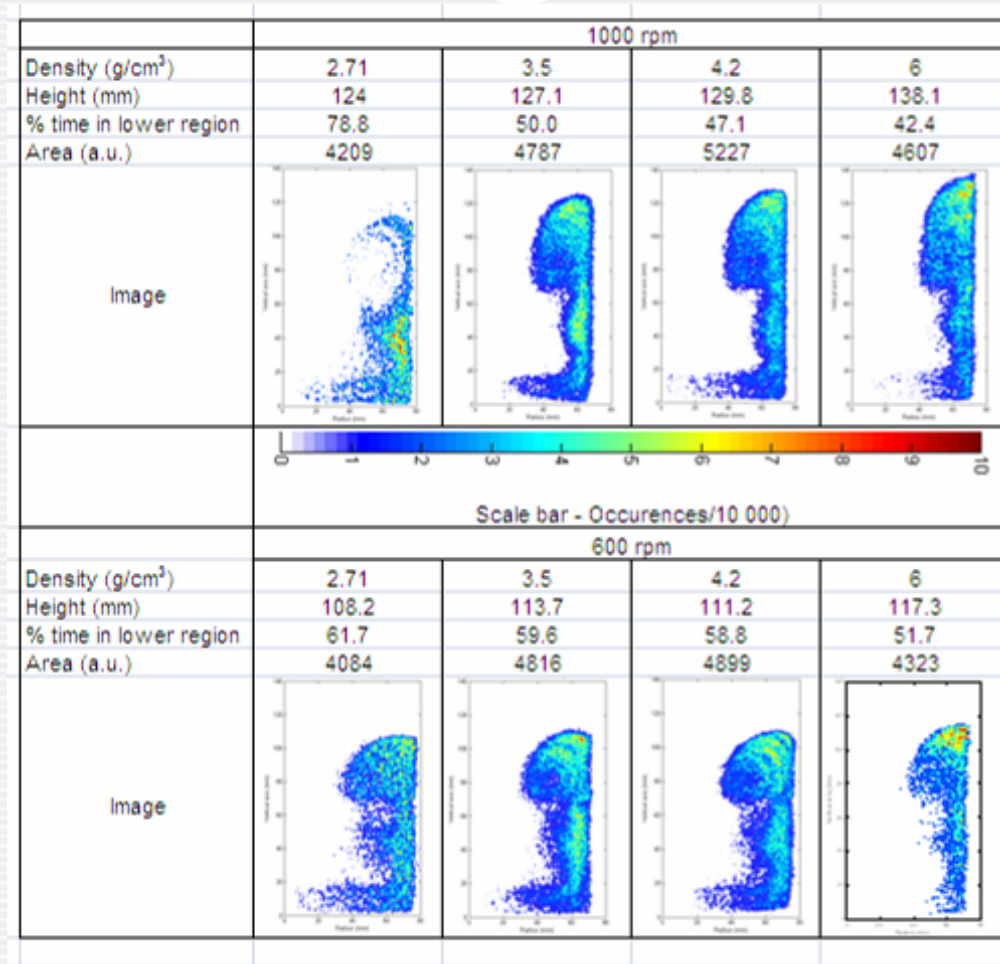 1000 rpm
Density (g/cm³) 2.71 3.5 4.2 6
Height (mm) 124 127.1 129.8 138.1
% time in lower region 78.8 50.0 47.1 42.4
Area (a.u.) 4209 4787 5227 4607
Image
0 1 2 3 4 5 6 7 8 9 10
Scale bar - Occurences/10 000)
600 rpm
Density (g/cm³) 2.71 3.5 4.2 6
Height (mm) 108.2 113.7 111.2 117.3
% time in lower region 61.7 59.6 58.8 51.7
Area (a.u.) 4084 4816 4899 4323
Image